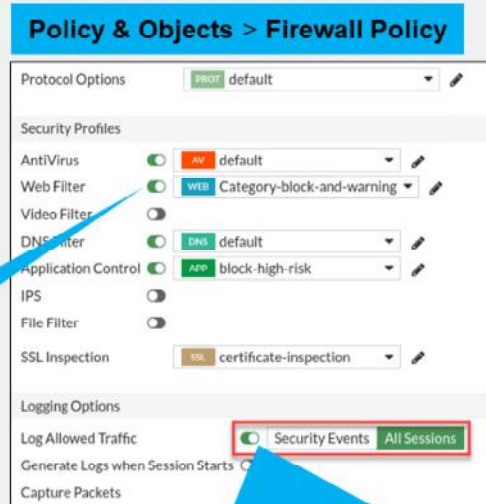 Policy & Objects > Firewall Policy
Protocol Options PROT default
Security Profiles
AntiVirus AV default
Web Filter WEB Category-block-and-warning
Video Filter
DNS Filter DNS default
Application Control APP block-high-risk
IPS
File Filter
SSL Inspection SSL certificate-inspection
Logging Options
Log Allowed Traffic Security Events All Sessions
Generate Logs when Session Starts
Capture Packets